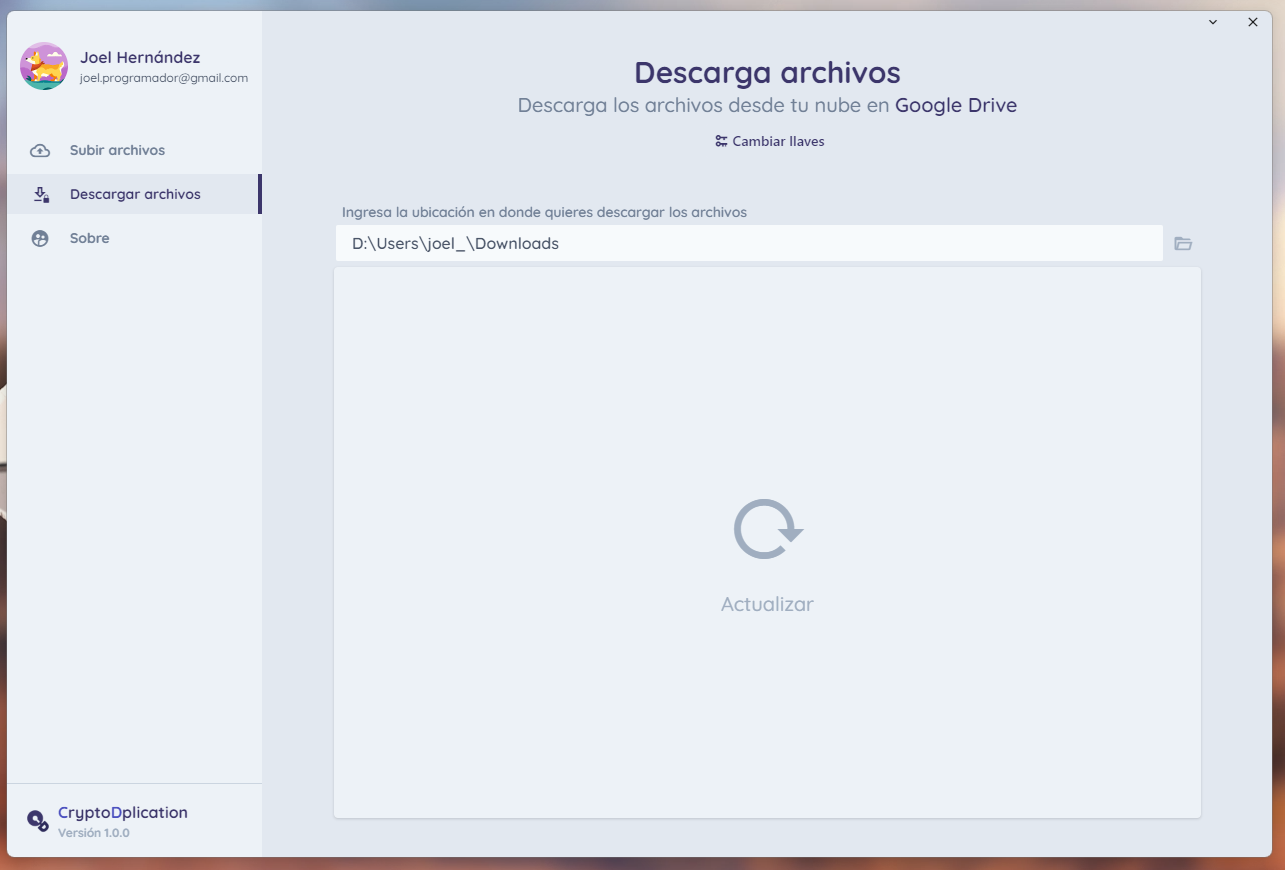 Joel Hernández
joel.programador@gmail.com
Subir archivos
Descargar archivos
Sobre
CryptoDplication
Versión 1.0.0
Descarga archivos
Descarga los archivos desde tu nube en Google Drive
Cambiar llaves
Ingresa la ubicación en donde quieres descargar los archivos
D:\Users\joel_\Downloads
Actualizar